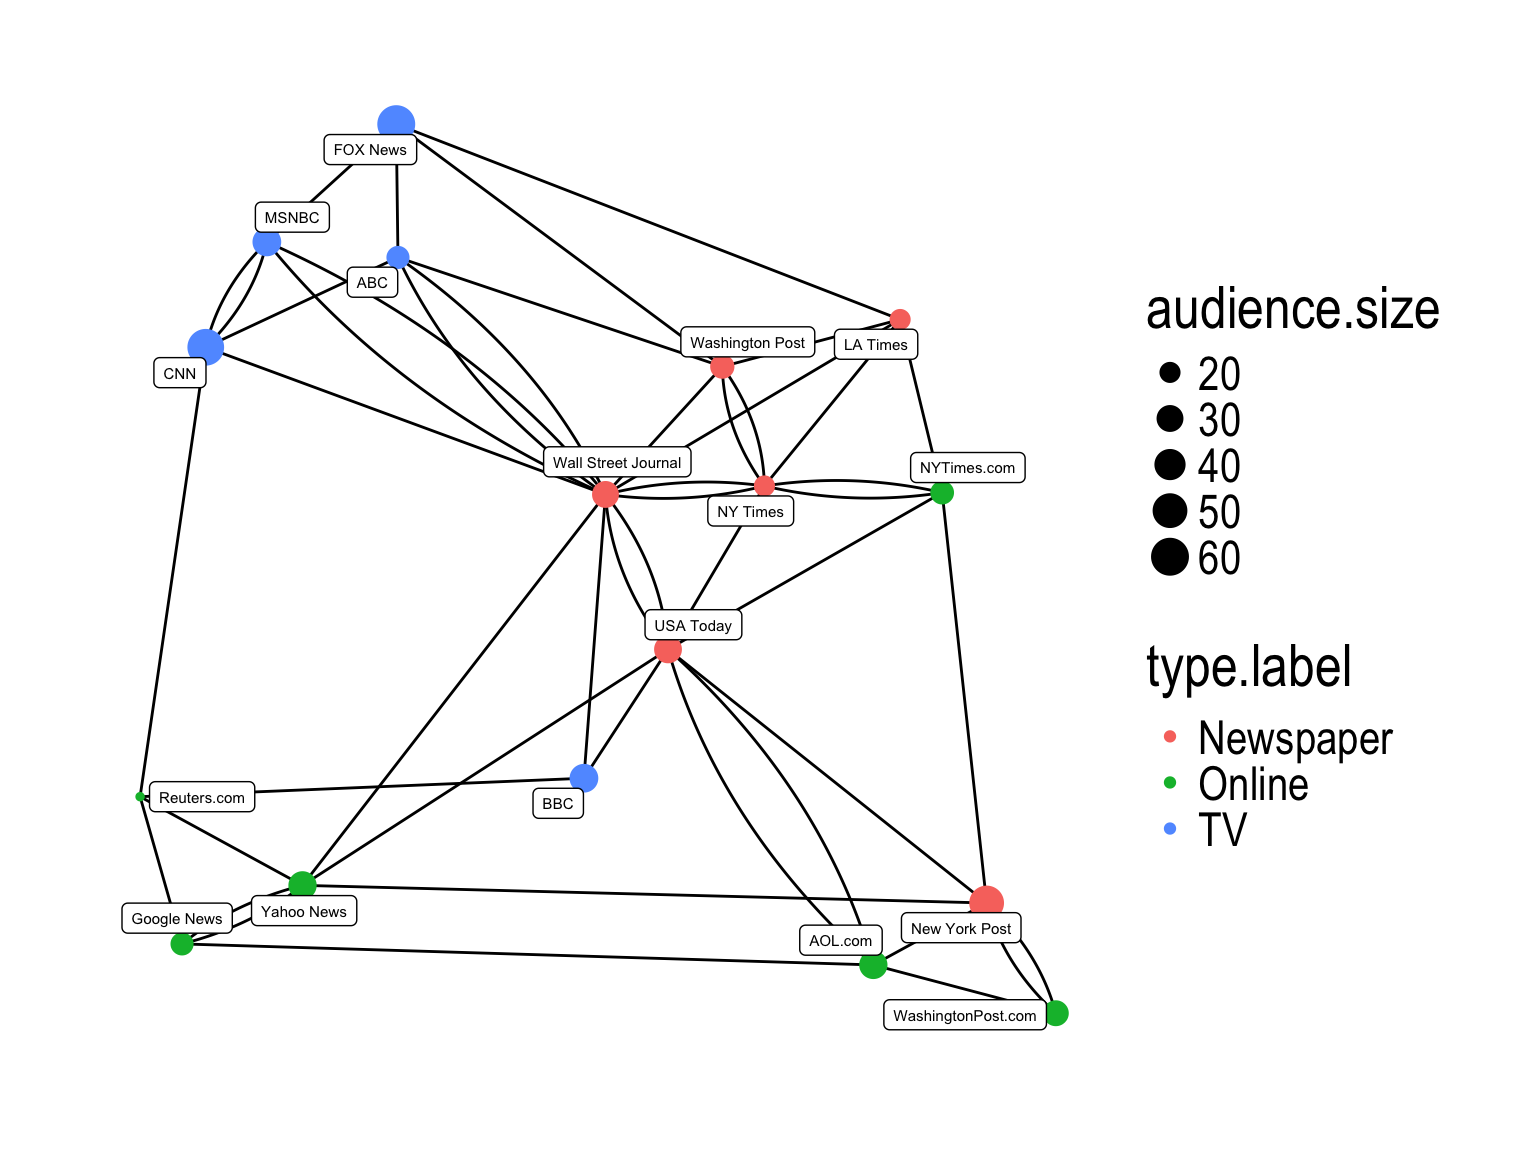 FOX News
MSNBC
ABC
CNN
Washington Post
LA Times
Wall Street Journal
NYTimes.com
NY Times
USA Today
Reuters.com
BBC
Google News
Yahoo News
AOL.com
New York Post
WashingtonPost.com
audience.size
20
30
40
50
60
type.label
Newspaper
Online
TV